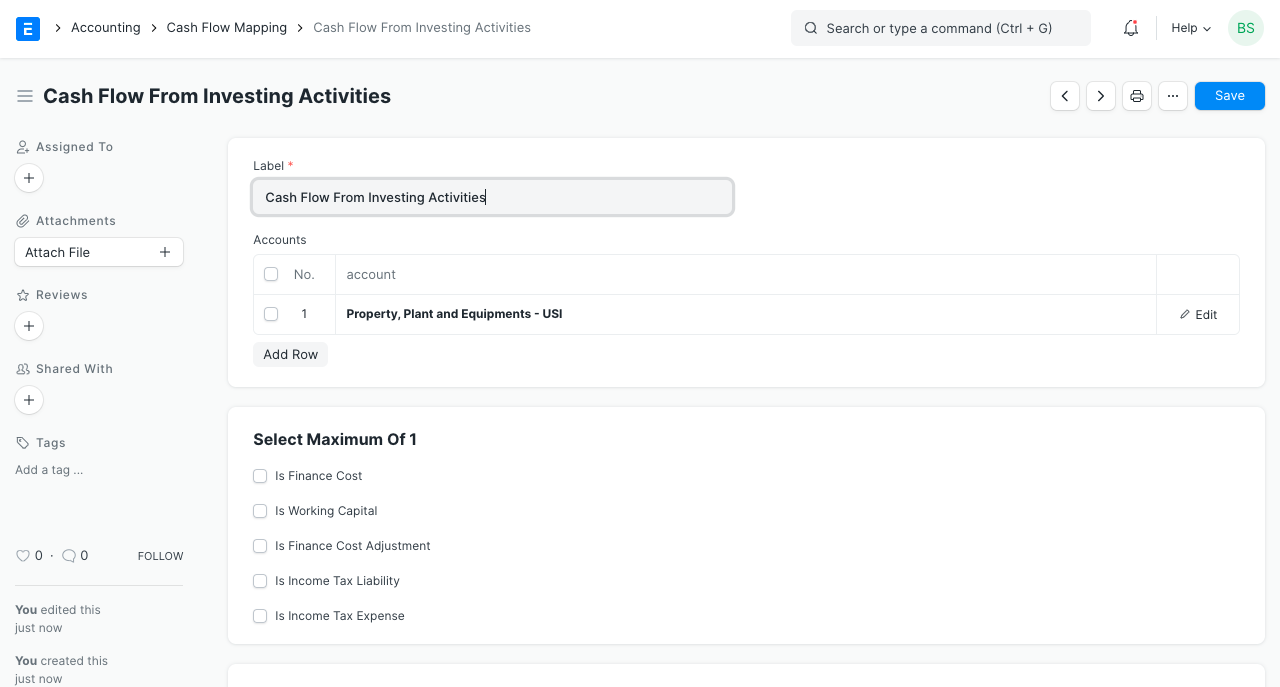 E Accounting Cash Flow Mapping Cash Flow From Investing Activities Search or type a command (Ctrl + G) Help BS
Cash Flow From Investing Activities Save
Assigned To
Attachments
Attach File
Reviews
Shared With
Tags
Add a tag ...
0 · 0 FOLLOW
You edited this
just now
You created this
just now
Label *
Cash Flow From Investing Activities
Accounts
No. account
1 Property, Plant and Equipments - USI Edit
Add Row
Select Maximum Of 1
Is Finance Cost
Is Working Capital
Is Finance Cost Adjustment
Is Income Tax Liability
Is Income Tax Expense